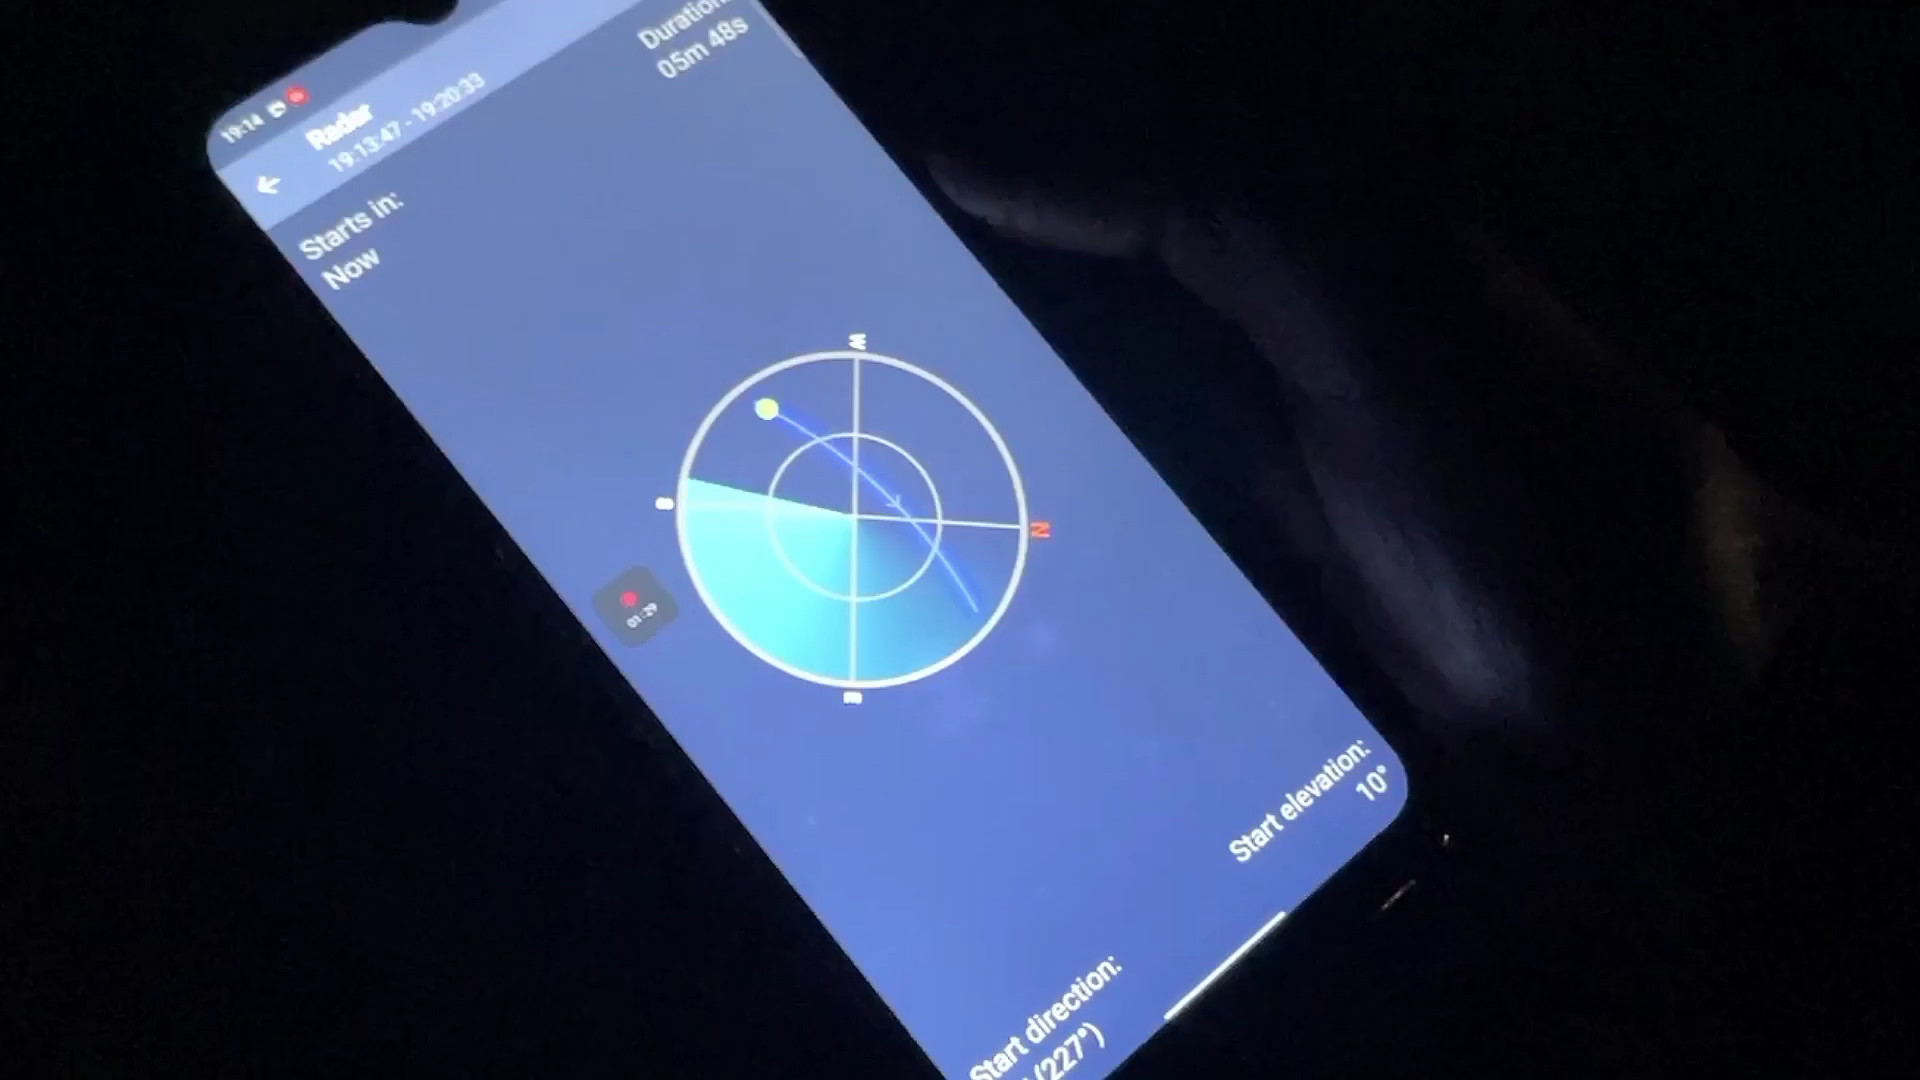 19:14
Radar
19:13:47 - 19:20:33
Starts in:
Now
Duration:
05m 48s
W
S
N
E
01:29
Start elevation:
10°
Start direction:
(227°)